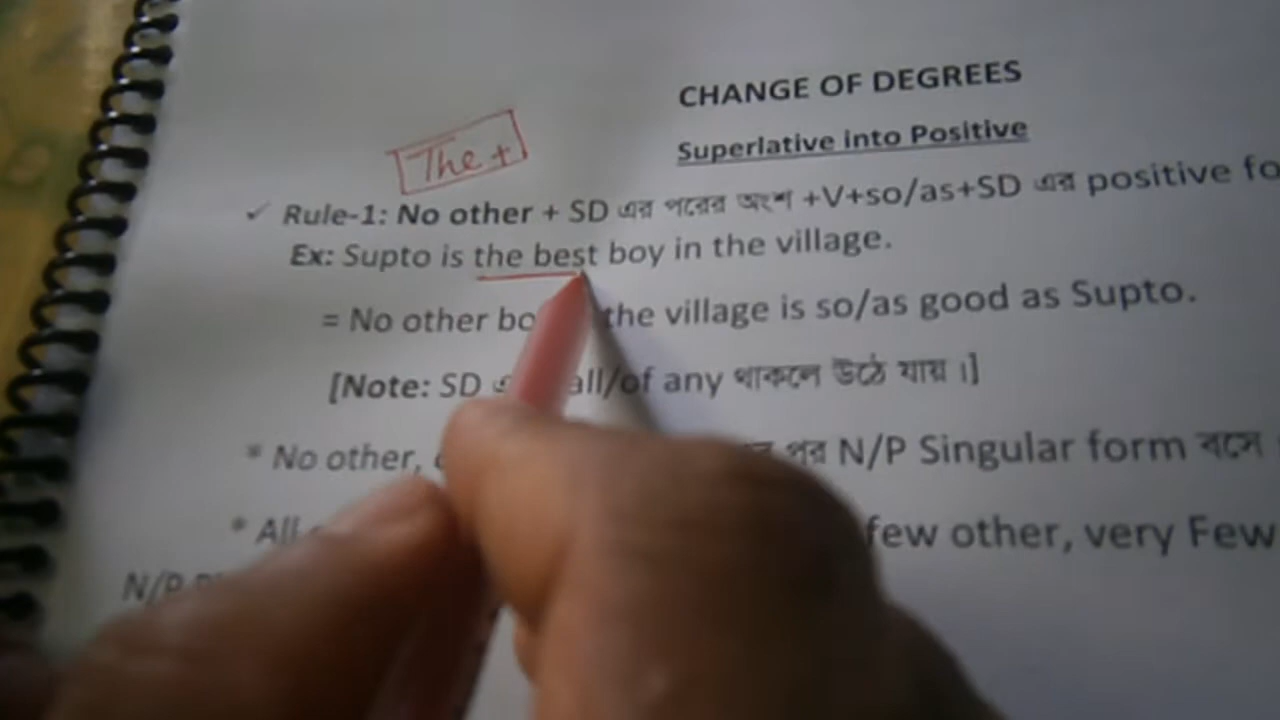 CHANGE OF DEGREES
Superlative into Positive
The +
✓ Rule-1: No other + SD এর পরের অংশ +V+so/as+SD এর positive fo
Ex: Supto is the best boy in the village.
= No other bo the village is so/as good as Supto.
[Note: SD all/of any থাকলে উঠে যায় ।]
* No other, পর N/P Singular form বসে
* All few other, very Few
N/P